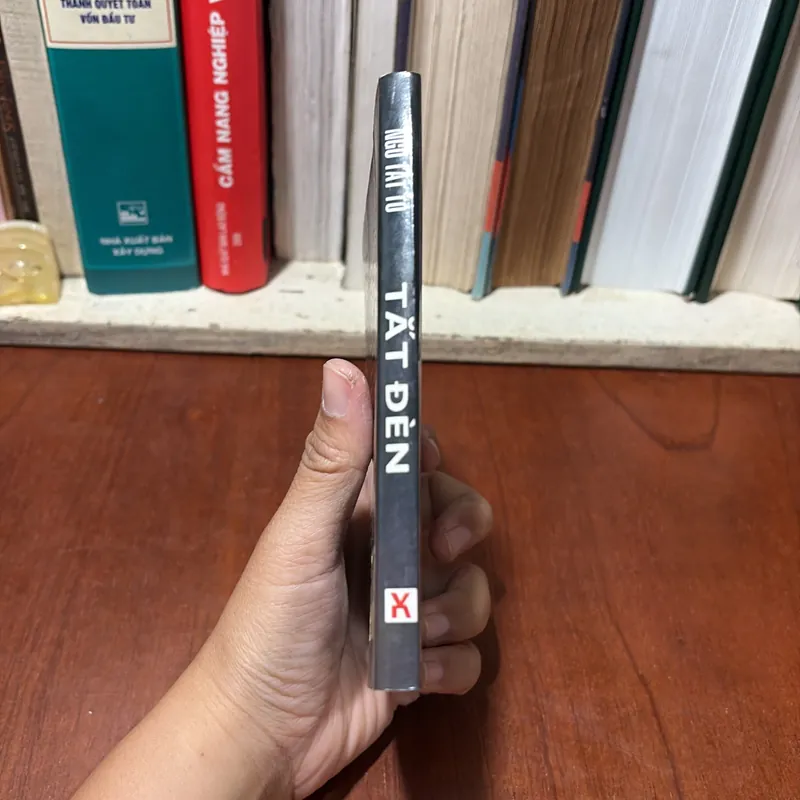 THANH QUYẾT TOÁN
VỐN ĐẦU TƯ
NHÀ XUẤT BẢN
XÂY DỰNG
CẨM NANG NGHIỆP V
NGÔ TẤT TỐ
TẮT ĐÈN